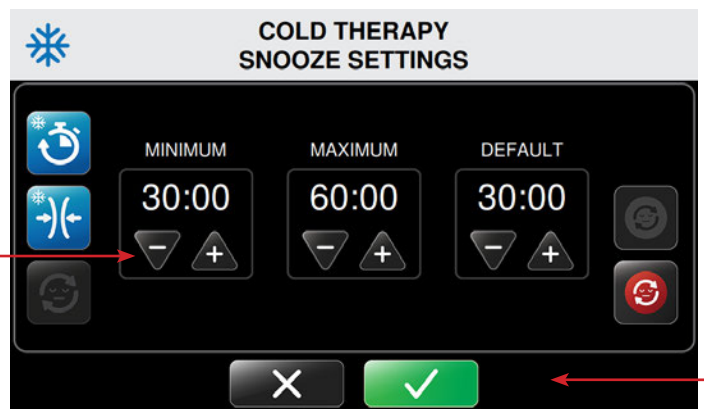 COLD THERAPY
SNOOZE SETTINGS
MINIMUM MAXIMUM DEFAULT
30:00 60:00 30:00